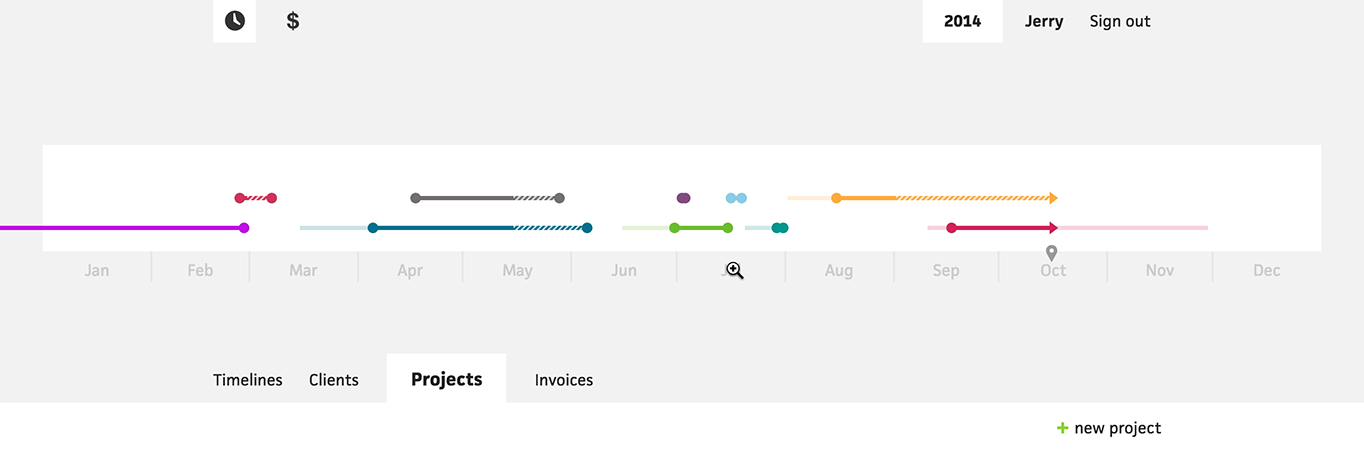 $ 2014 Jerry Sign out
Jan Feb Mar Apr May Jun Aug Sep Oct Nov Dec
Timelines Clients Projects Invoices
+ new project